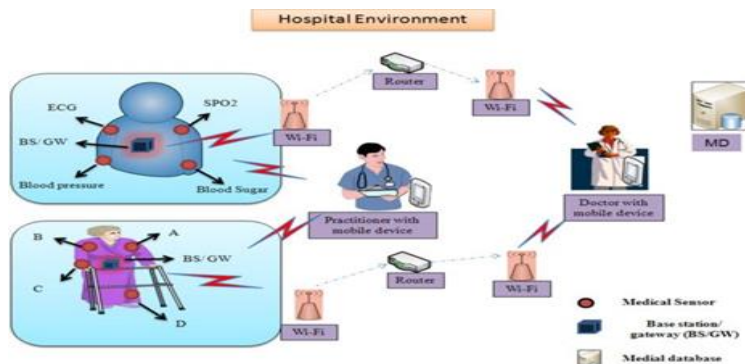 Hospital Environment
ECG
SPO2
BS/GW
Blood pressure
Blood Sugar
Wi-Fi
Router
Wi-Fi
MD
Practitioner with
mobile device
Doctor with
mobile device
B
A
BS/GW
C
D
Wi-Fi
Router
Wi-Fi
Medical Sensor
Base station/
gateway (BS/GW)
Medial database